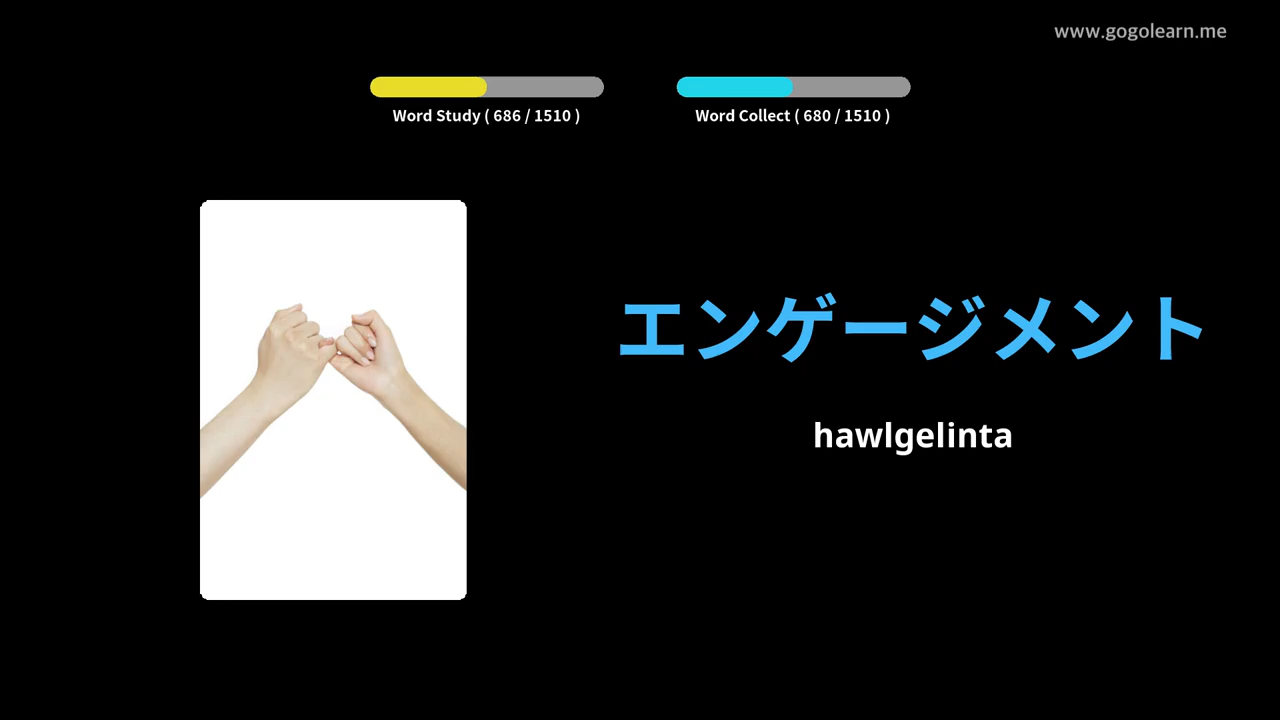 www.gogolearn.me
Word Study ( 686 / 1510 )
Word Collect ( 680 / 1510 )
エンゲージメント
hawlgelinta